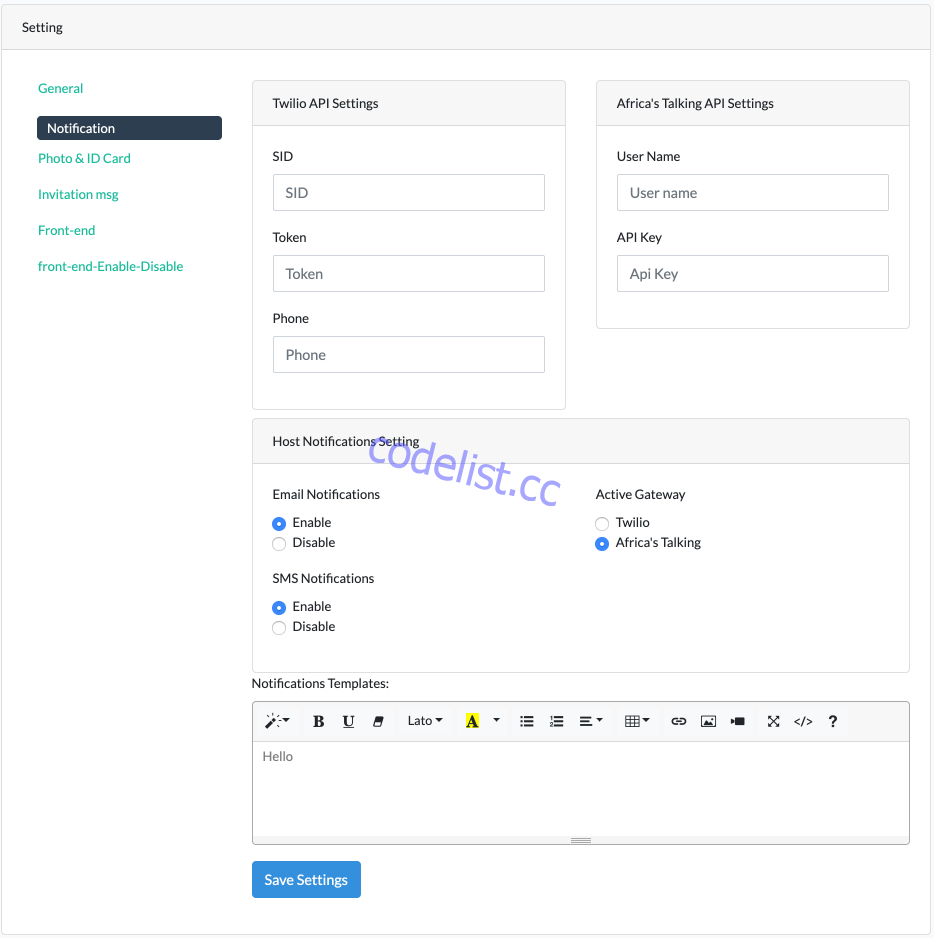 Setting
General
Notification
Photo & ID Card
Invitation msg
Front-end
front-end-Enable-Disable
Twilio API Settings
SID
SID
Token
Token
Phone
Phone
Africa's Talking API Settings
User Name
User name
API Key
Api Key
Host Notifications Setting
codelist.cc
Email Notifications
Enable
Disable
SMS Notifications
Enable
Disable
Active Gateway
Twilio
Africa's Talking
Notifications Templates:
B U Lato A </> ?
Hello
Save Settings